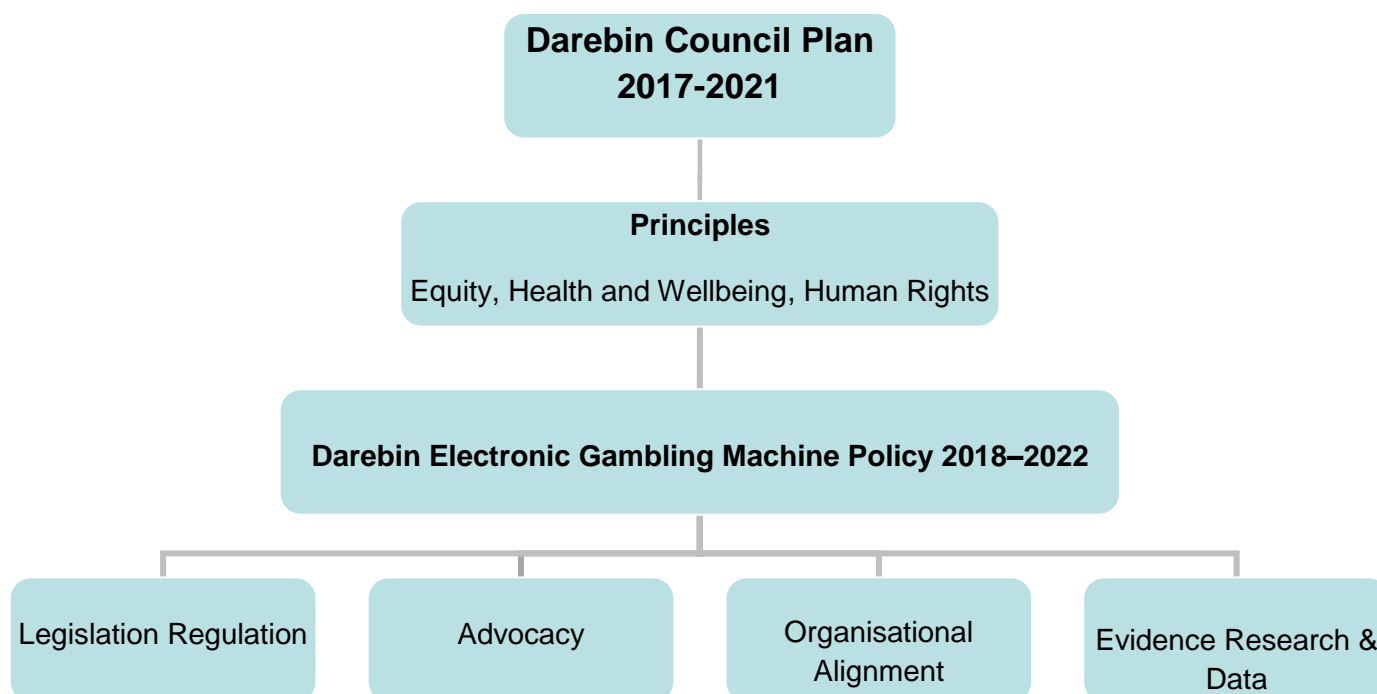 Darebin Council Plan
2017-2021
Principles
Equity, Health and Wellbeing, Human Rights
Darebin Electronic Gambling Machine Policy 2018–2022
Legislation Regulation
Advocacy
Organisational
Alignment
Evidence Research &
Data